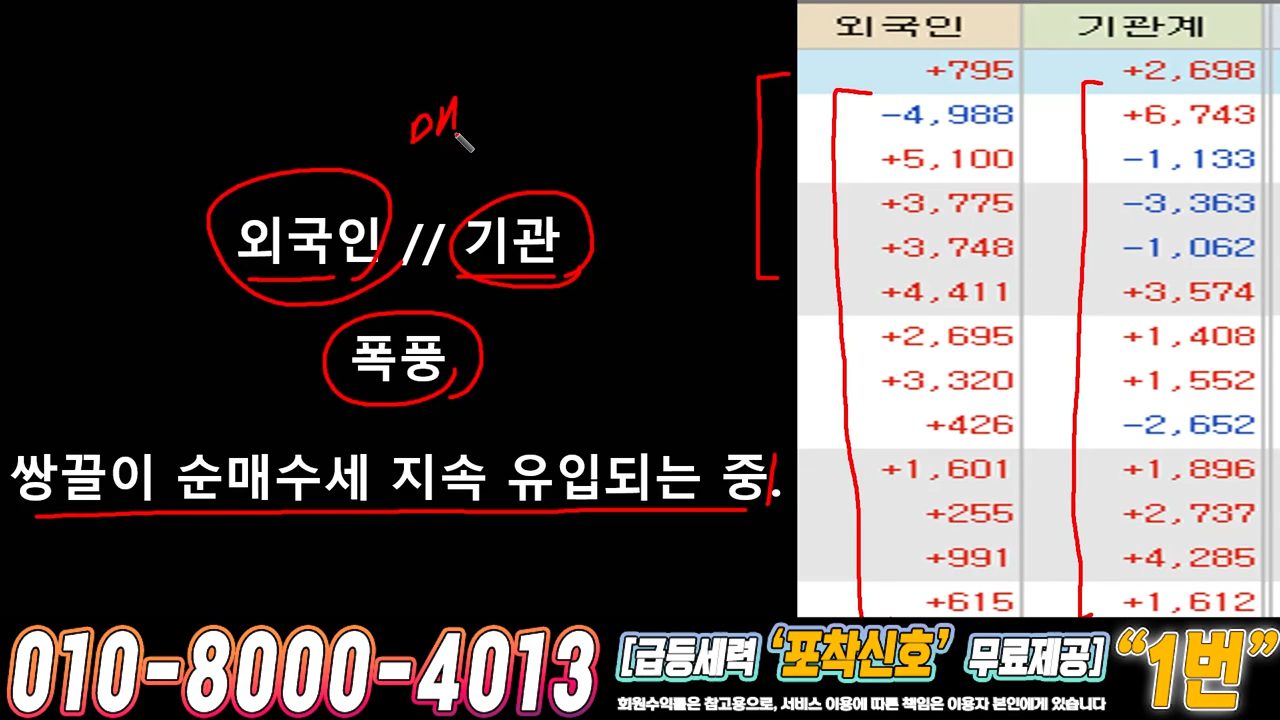 외국인 기관계
+795 +2,698
-4,988 +6,743
+5,100 -1,133
+3,775 -3,363
+3,748 -1,062
+4,411 +3,574
+2,695 +1,408
+3,320 +1,552
+426 -2,652
+1,601 +1,896
+255 +2,737
+991 +4,285
+615 +1,612
외국인 // 기관
폭풍
쌍끌이 순매수세 지속 유입되는 중.
010-8000-4013
[급등세력 '포착신호' 무료제공] "1번"
회원수익률은 참고용으로, 서비스 이용에 따른 책임은 이용자 본인에게 있습니다